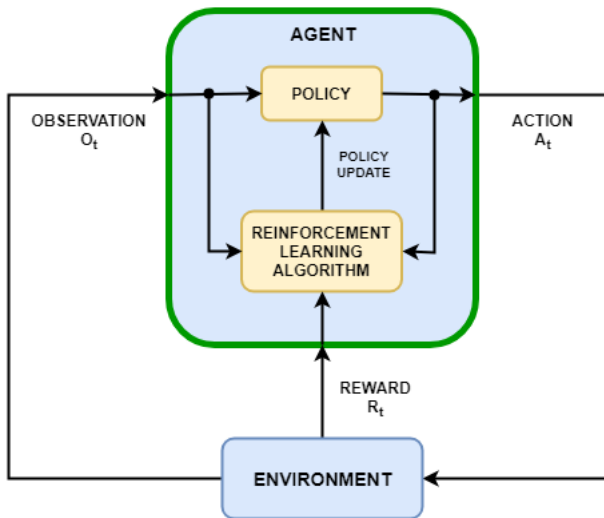 AGENT
POLICY
OBSERVATION
Oₜ
ACTION
Aₜ
POLICY
UPDATE
REINFORCEMENT
LEARNING
ALGORITHM
REWARD
Rₜ
ENVIRONMENT